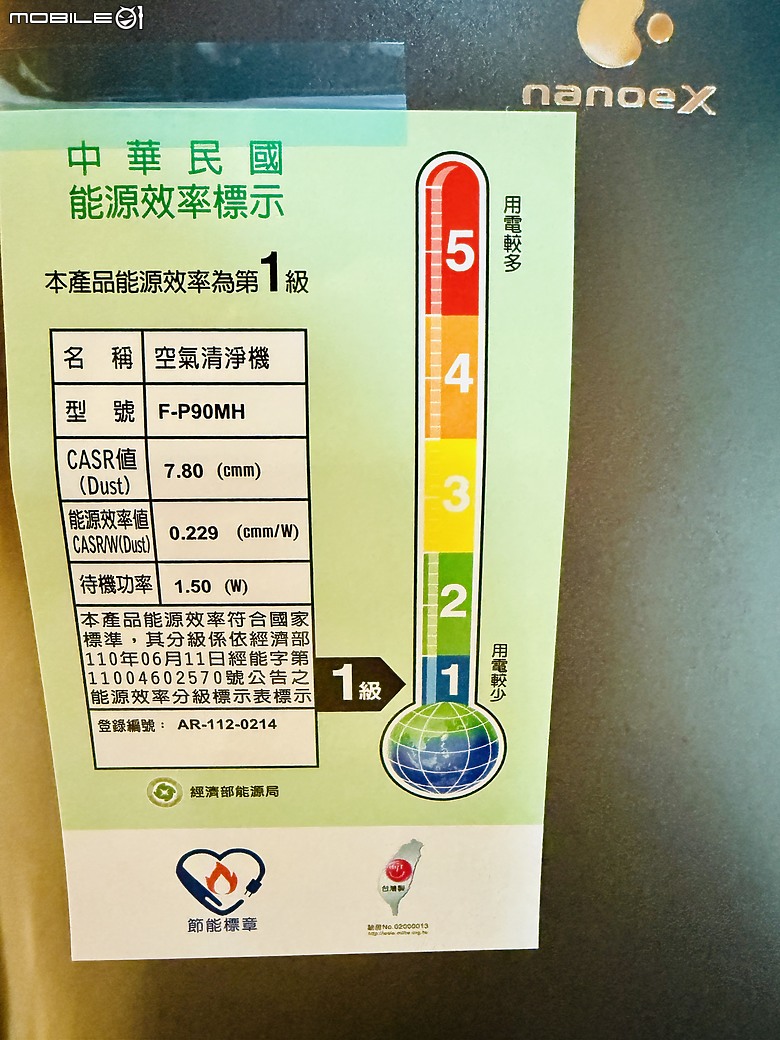 MOBILE01
nanoeX
中華民國
能源效率標示
本產品能源效率為第1級
名稱 空氣清淨機
型號 F-P90MH
CASR值
(Dust)
7.80 (cmm)
能源效率值
CASR/W(Dust)
0.229 (cmm/W)
待機功率 1.50 (W)
本產品能源效率符合國家
標準，其分級係依經濟部
110年06月11日經能字第
11004602570號公告之
能源效率分級標示表標示
登錄編號： AR-112-0214
經濟部能源局
用電較多
5
4
3
2
1
用電較少
1級
節能標章
台灣製